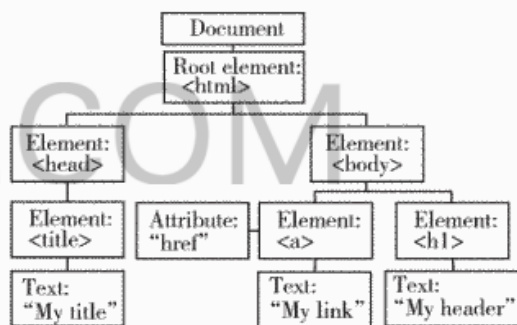 Document
Root element:
<html>
Element:
<head>
Element:
<body>
Element:
<title>
Attribute:
"href"
Element:
<a>
Element:
<h1>
Text:
"My title"
Text:
"My link"
Text:
"My header"
COM